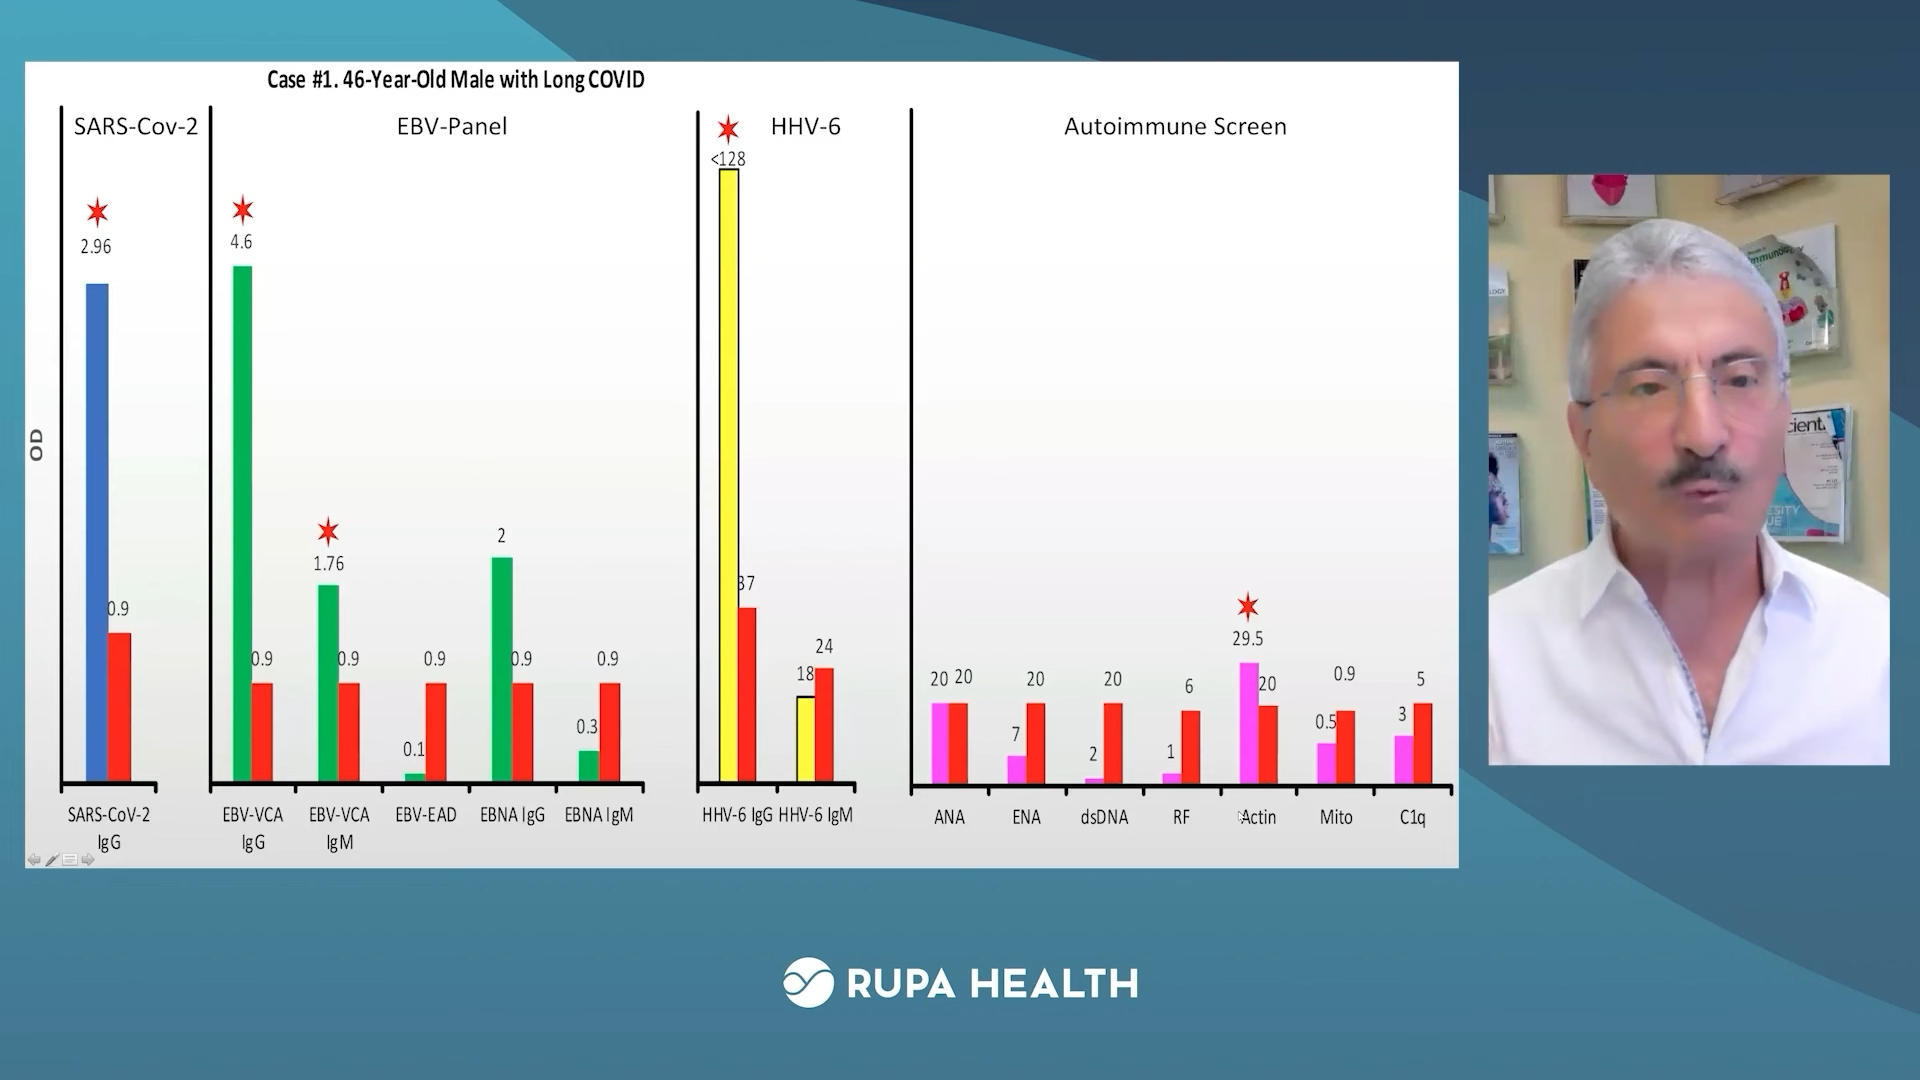 Case #1. 46-Year-Old Male with Long COVID
SARS-Cov-2
EBV-Panel
HHV-6
Autoimmune Screen
OD
2.96
0.9
4.6
0.9
1.76
0.9
0.1
0.9
2
0.9
0.3
0.9
<128
37
18
24
20
20
7
20
2
20
1
6
29.5
20
0.5
0.9
3
5
SARS-CoV-2
IgG
EBV-VCA
IgG
EBV-VCA
IgM
EBV-EAD
EBNA IgG
EBNA IgM
HHV-6 IgG
HHV-6 IgM
ANA
ENA
dsDNA
RF
Actin
Mito
C1q
RUPA HEALTH